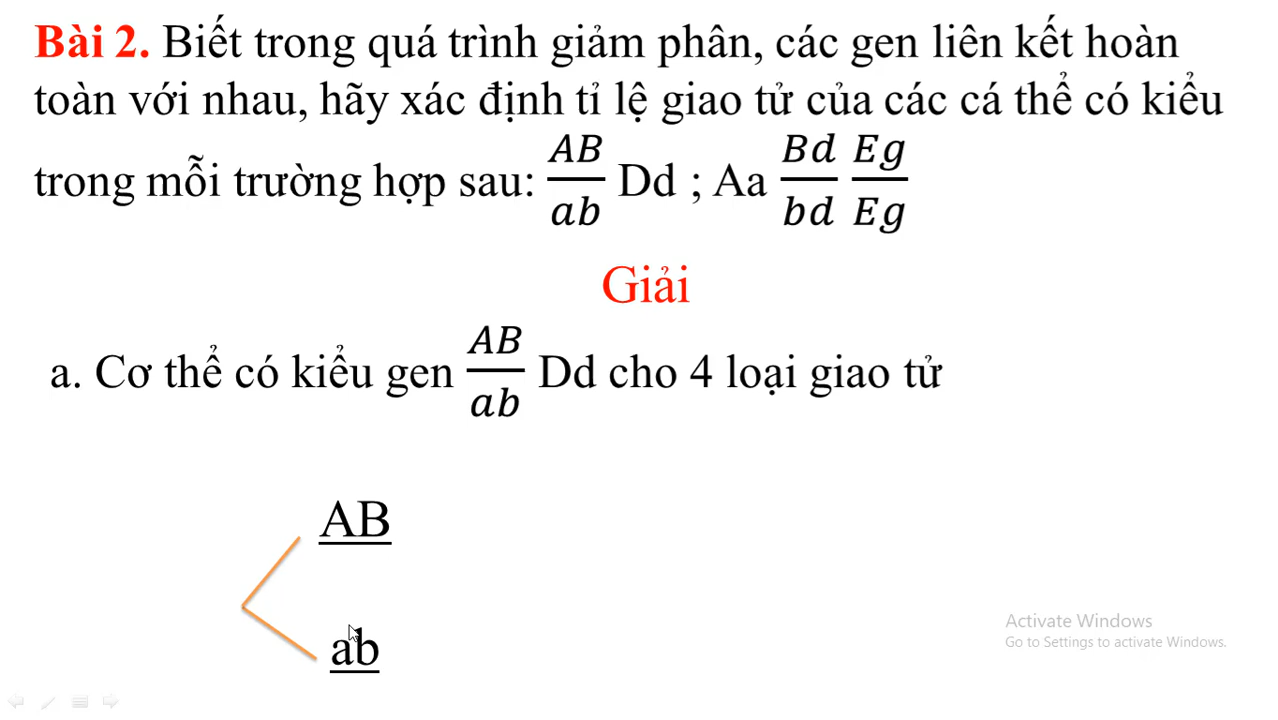 Bài 2. Biết trong quá trình giảm phân, các gen liên kết hoàn
toàn với nhau, hãy xác định tỉ lệ giao tử của các cá thể có kiểu
trong mỗi trường hợp sau: AB/ab Dd ; Aa Bd/bd Eg/Eg
Giải
a. Cơ thể có kiểu gen AB/ab Dd cho 4 loại giao tử
AB
ab
Activate Windows
Go to Settings to activate Windows.